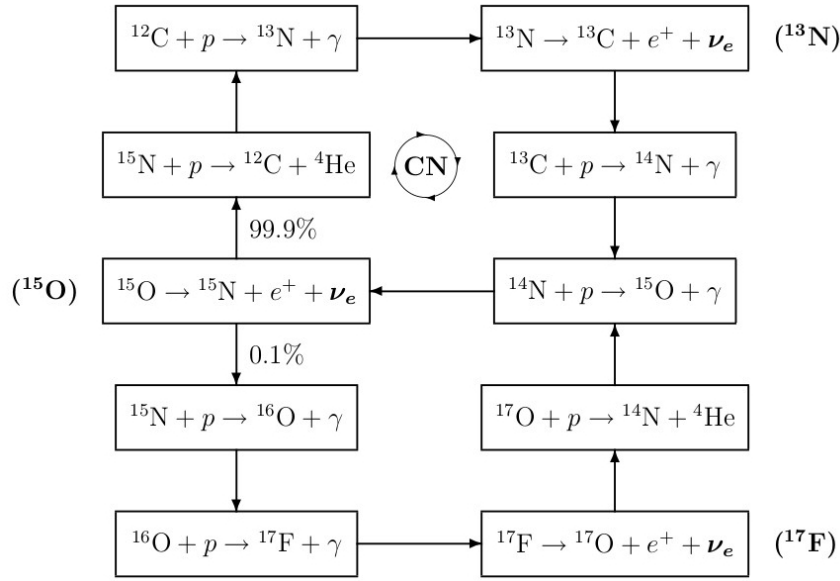 ¹²C + p → ¹³N + γ
¹³N → ¹³C + e⁺ + νₑ (¹³N)
¹⁵N + p → ¹²C + ⁴He
CN
¹³C + p → ¹⁴N + γ
99.9%
(¹⁵O) ¹⁵O → ¹⁵N + e⁺ + νₑ
¹⁴N + p → ¹⁵O + γ
0.1%
¹⁵N + p → ¹⁶O + γ
¹⁷O + p → ¹⁴N + ⁴He
¹⁶O + p → ¹⁷F + γ
¹⁷F → ¹⁷O + e⁺ + νₑ (¹⁷F)